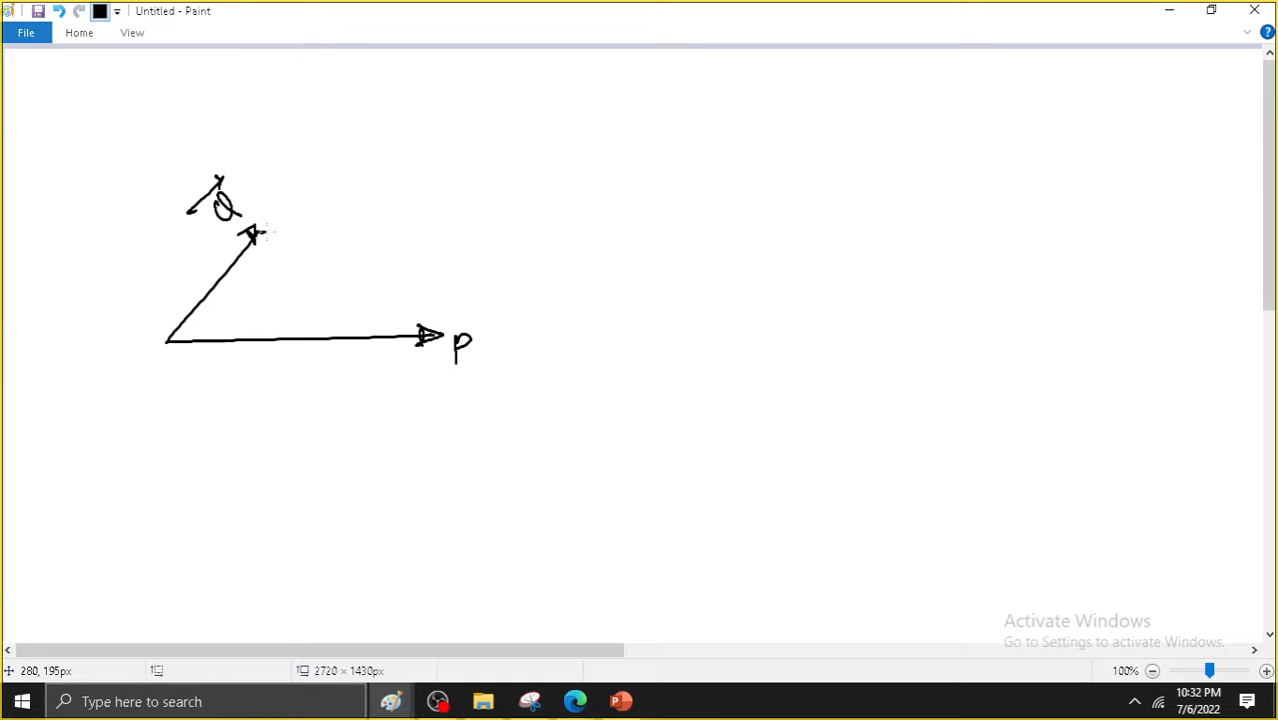 Untitled - Paint
File Home View
Q
P
Activate Windows
Go to Settings to activate Windows.
280, 195px
2720 × 1430px
100%
Type here to search
10:32 PM
7/6/2022